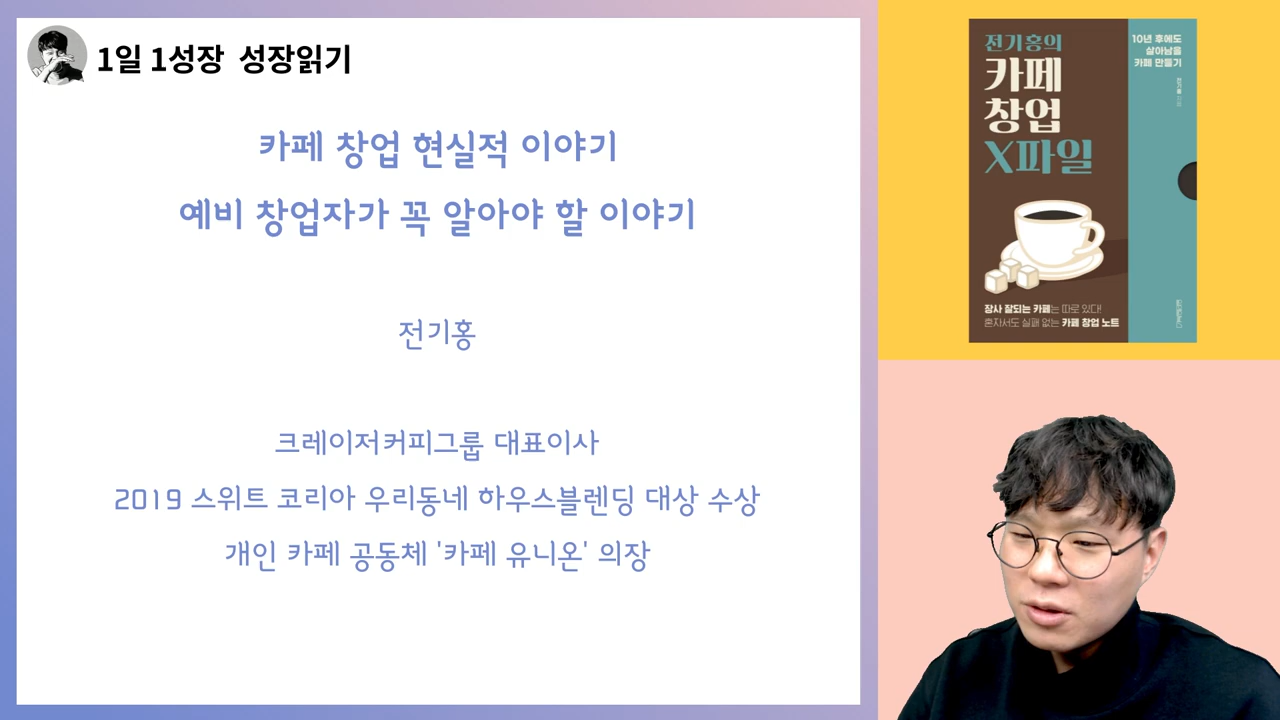 1일 1성장 성장읽기
카페 창업 현실적 이야기
예비 창업자가 꼭 알아야 할 이야기
전기홍
크레이저커피그룹 대표이사
2019 스위트 코리아 우리동네 하우스블렌딩 대상 수상
개인 카페 공동체 '카페 유니온' 의장
전기홍의
카페
창업
X파일
장사 잘되는 카페는 따로 있다!
혼자서도 실패 없는 카페 창업 노트
10년 후에도
살아남을
카페 만들기
전기홍 지음